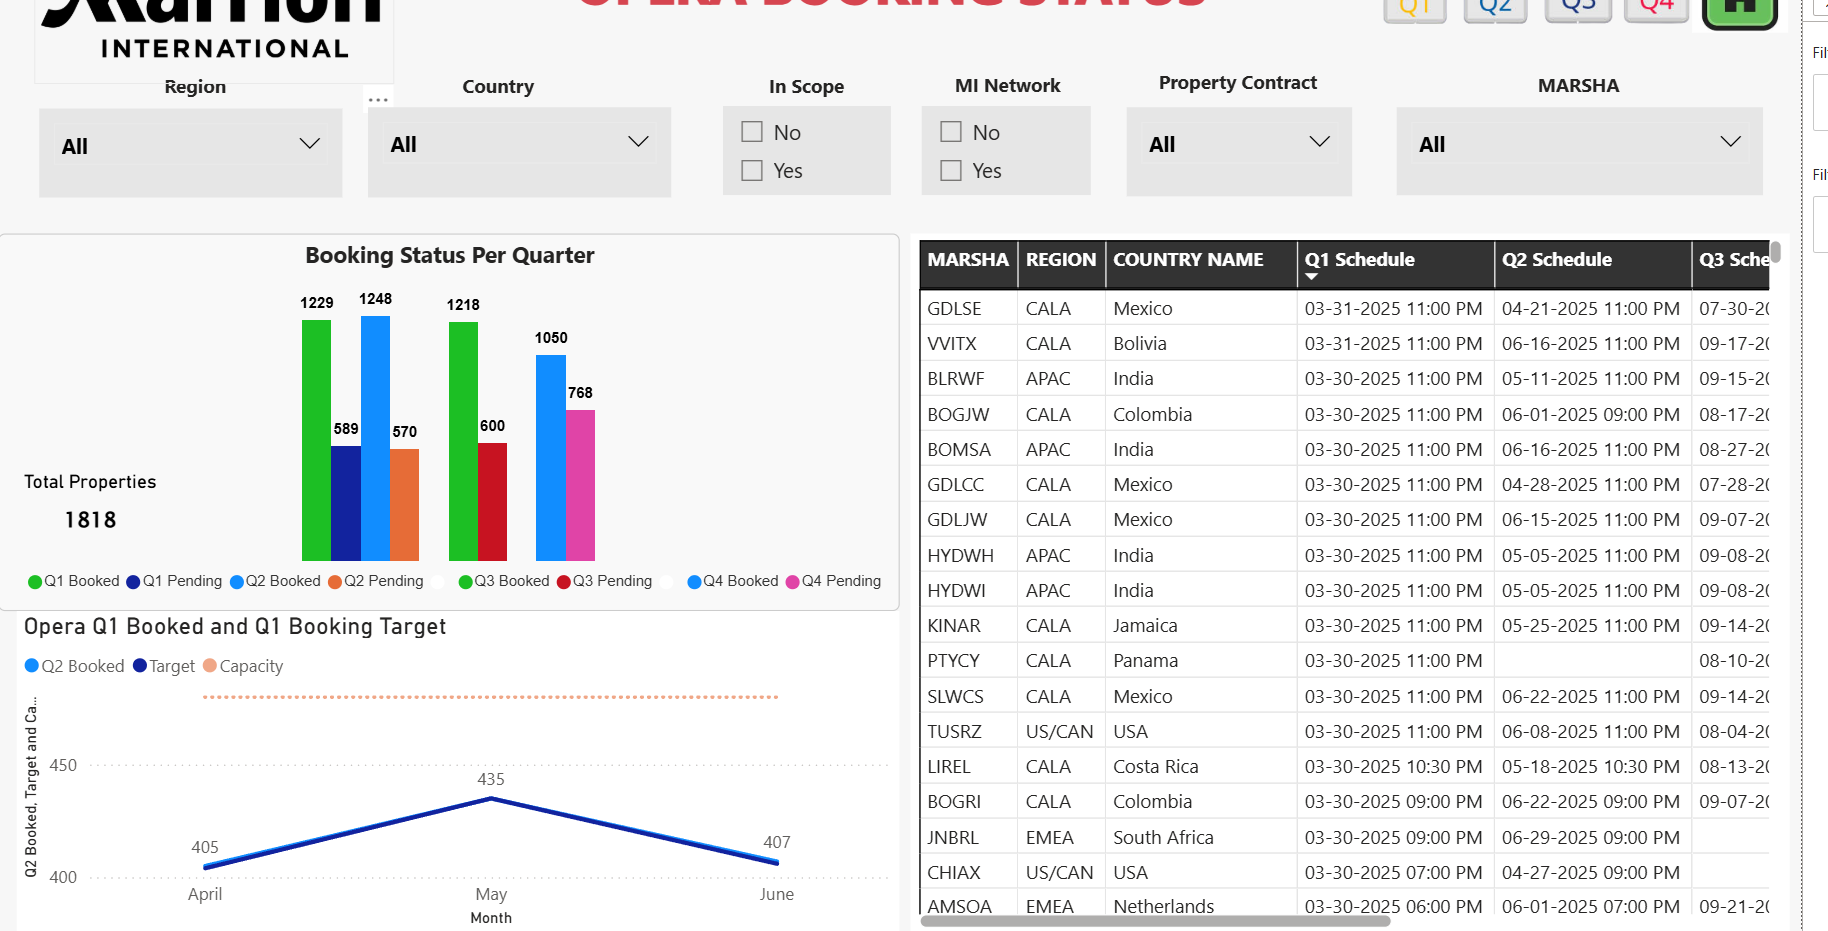 Marriott
INTERNATIONAL
OPERA BOOKING STATUS
Q1 Q2 Q3 Q4
Region
Country
In Scope
MI Network
Property Contract
MARSHA
...
All
All
No
Yes
No
Yes
All
All
Booking Status Per Quarter
1229 1248 1218 1050
589 570 600 768
Total Properties
1818
Q1 Booked Q1 Pending Q2 Booked Q2 Pending Q3 Booked Q3 Pending Q4 Booked Q4 Pending
Opera Q1 Booked and Q1 Booking Target
Q2 Booked Target Capacity
Q2 Booked, Target and Ca...
450
400
405
435
407
April May June
Month
MARSHA REGION COUNTRY NAME Q1 Schedule Q2 Schedule Q3 Sche
GDLSE CALA Mexico 03-31-2025 11:00 PM 04-21-2025 11:00 PM 07-30-20
VVITX CALA Bolivia 03-31-2025 11:00 PM 06-16-2025 11:00 PM 09-17-20
BLRWF APAC India 03-30-2025 11:00 PM 05-11-2025 11:00 PM 09-15-20
BOGJW CALA Colombia 03-30-2025 11:00 PM 06-01-2025 09:00 PM 08-17-20
BOMSA APAC India 03-30-2025 11:00 PM 06-16-2025 11:00 PM 08-27-20
GDLCC CALA Mexico 03-30-2025 11:00 PM 04-28-2025 11:00 PM 07-28-20
GDLJW CALA Mexico 03-30-2025 11:00 PM 06-15-2025 11:00 PM 09-07-20
HYDWH APAC India 03-30-2025 11:00 PM 05-05-2025 11:00 PM 09-08-20
HYDWI APAC India 03-30-2025 11:00 PM 05-05-2025 11:00 PM 09-08-20
KINAR CALA Jamaica 03-30-2025 11:00 PM 05-25-2025 11:00 PM 09-14-20
PTYCY CALA Panama 03-30-2025 11:00 PM 08-10-20
SLWCS CALA Mexico 03-30-2025 11:00 PM 06-22-2025 11:00 PM 09-14-20
TUSRZ US/CAN USA 03-30-2025 11:00 PM 06-08-2025 11:00 PM 08-04-20
LIREL CALA Costa Rica 03-30-2025 10:30 PM 05-18-2025 10:30 PM 08-13-20
BOGRI CALA Colombia 03-30-2025 09:00 PM 06-22-2025 09:00 PM 09-07-20
JNBRL EMEA South Africa 03-30-2025 09:00 PM 06-29-2025 09:00 PM
CHIAX US/CAN USA 03-30-2025 07:00 PM 04-27-2025 09:00 PM
AMSOA EMEA Netherlands 03-30-2025 06:00 PM 06-01-2025 07:00 PM 09-21-20
Fil
Fil